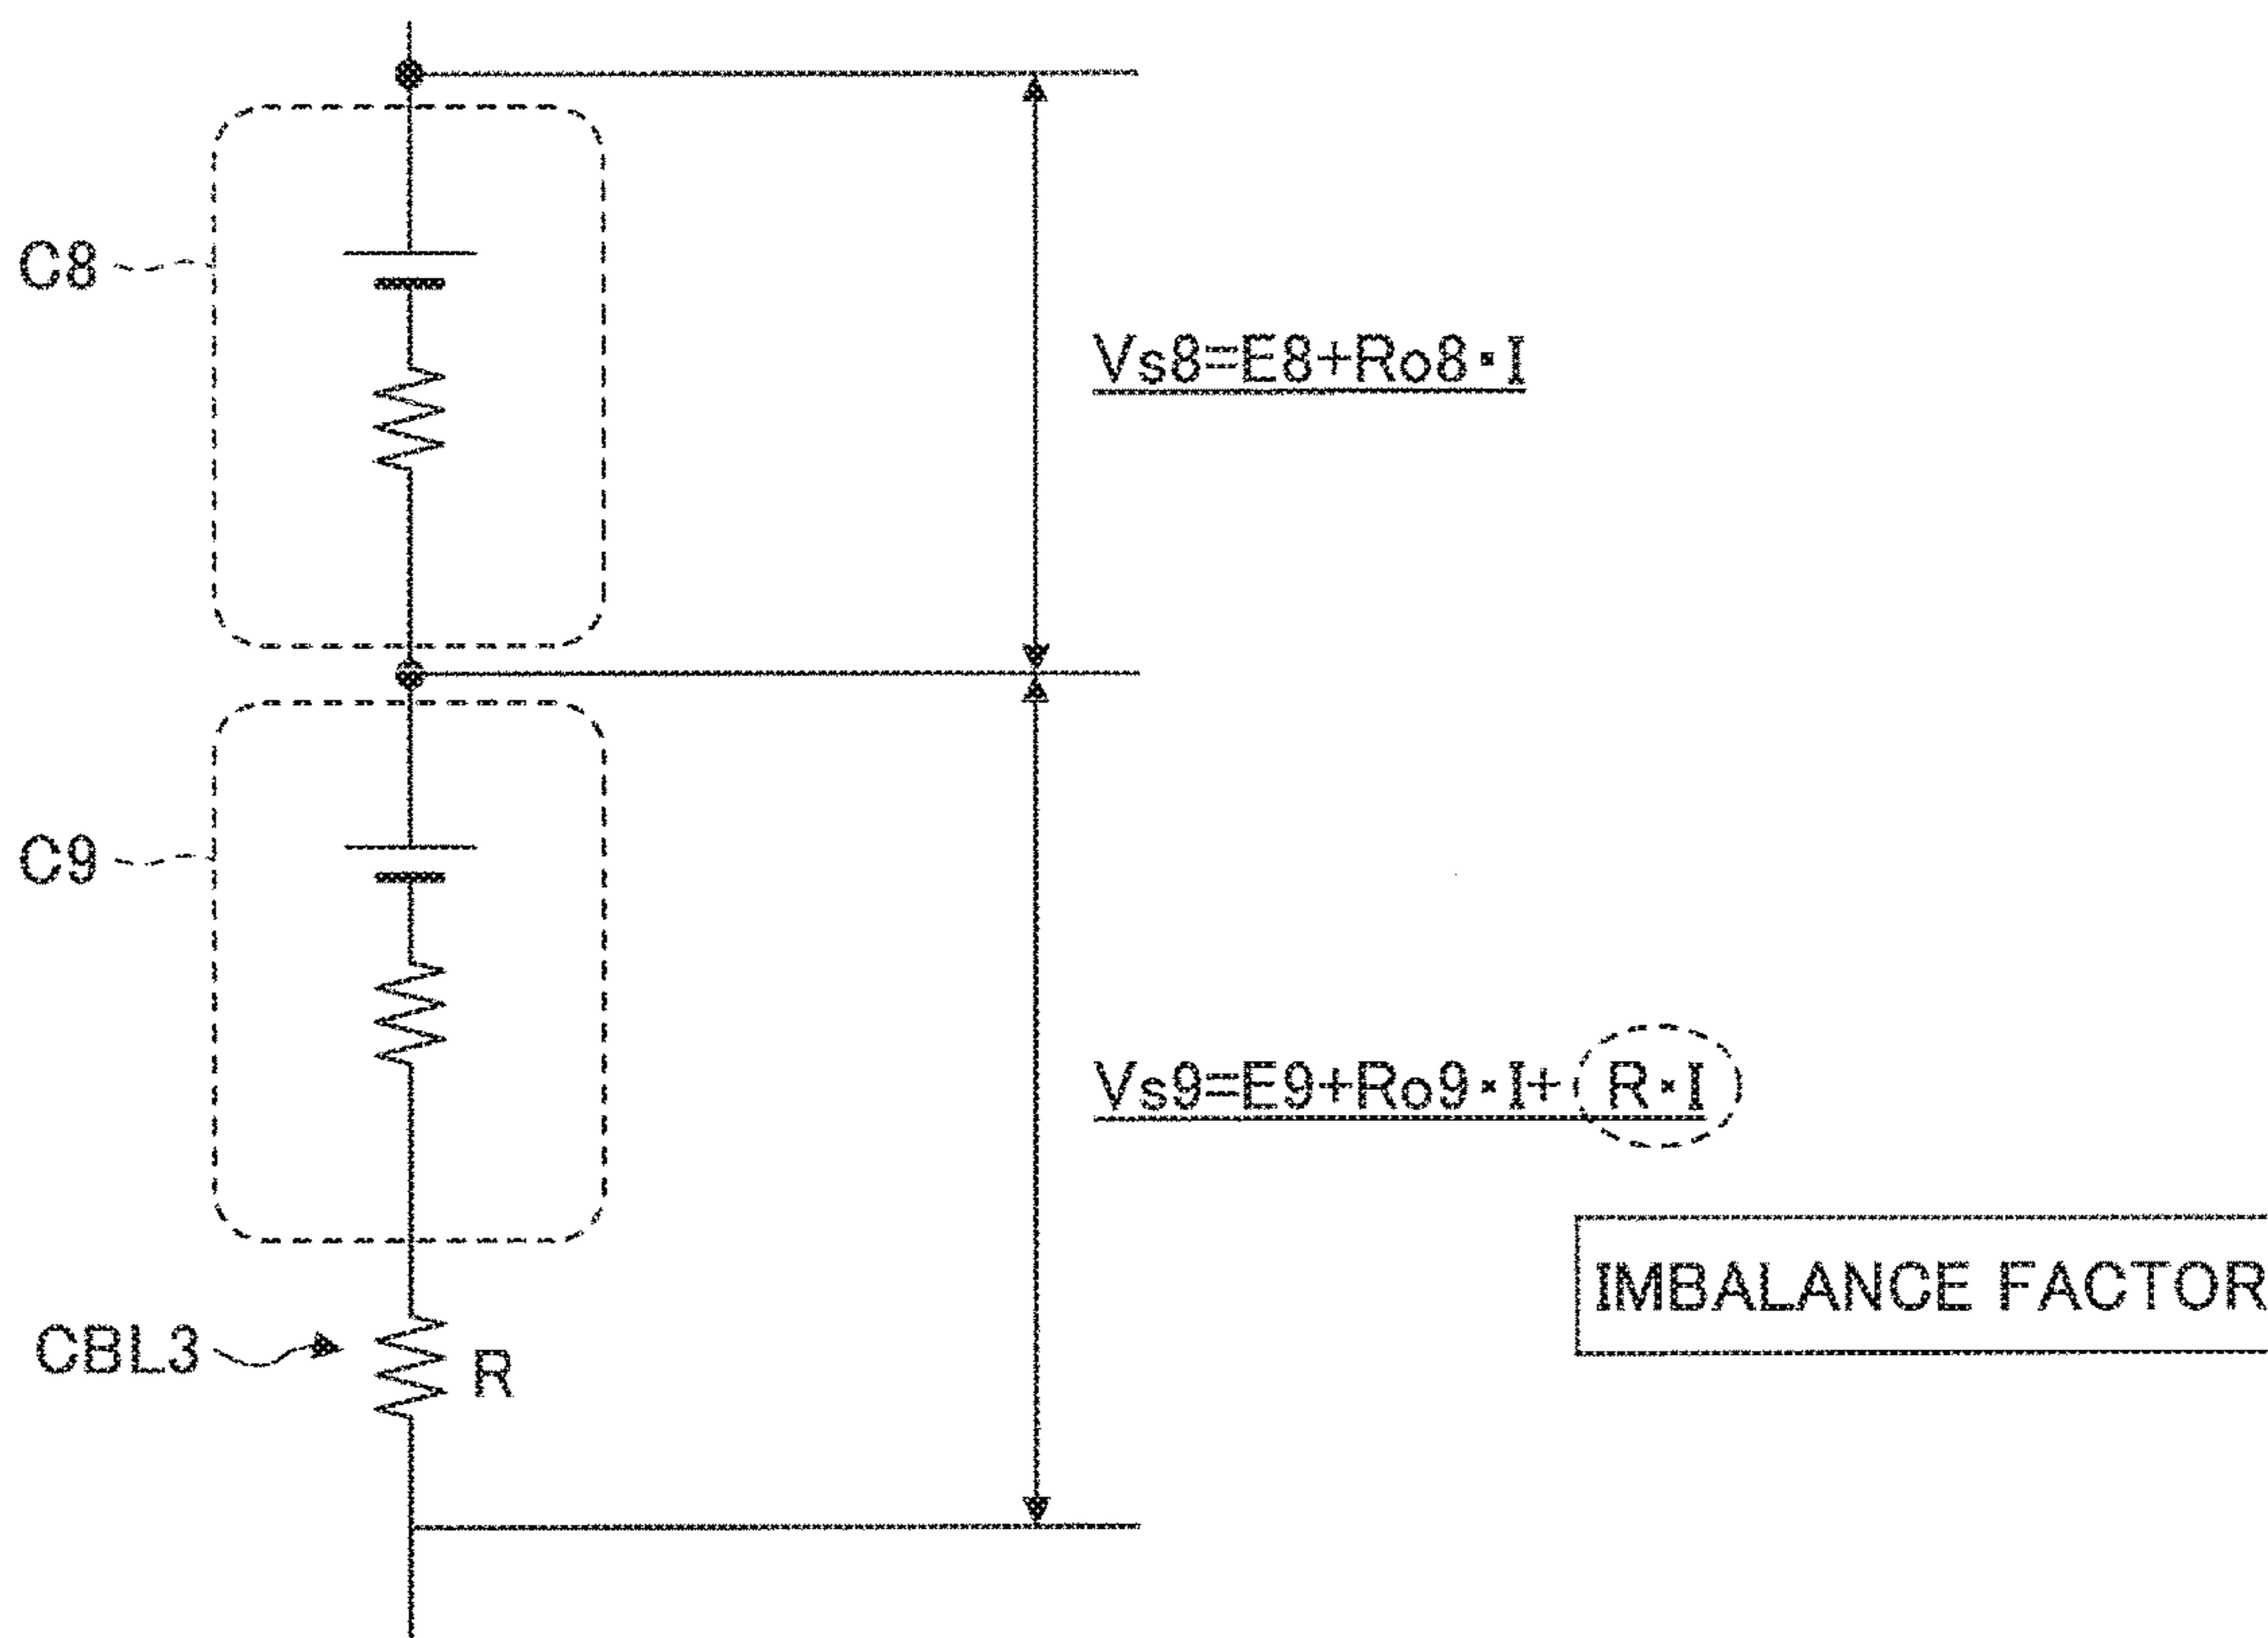 C8
Vs8=E8+Ro8·I
C9
Vs9=E9+Ro9·I+ R·I
IMBALANCE FACTOR
CBL3
R